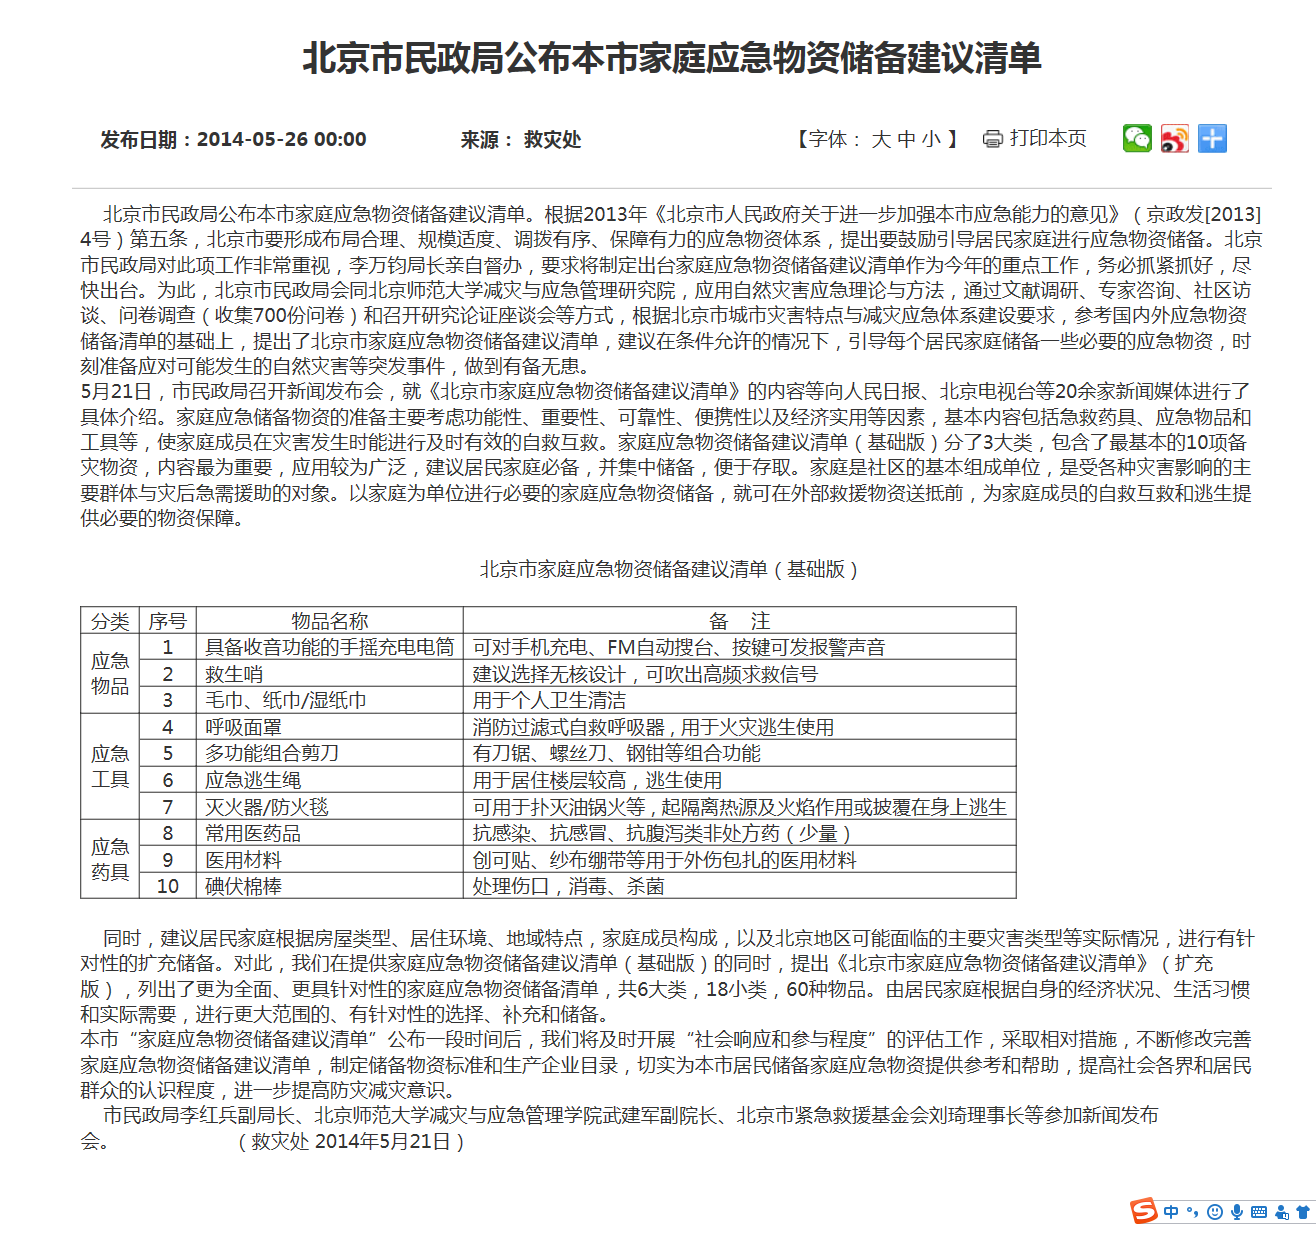 北京市民政局公布本市家庭应急物资储备建议清单
发布日期：2014-05-26 00:00 来源： 救灾处 【字体： 大 中 小 】 打印本页
北京市民政局公布本市家庭应急物资储备建议清单。根据2013年《北京市人民政府关于进一步加强本市应急能力的意见》（京政发[2013]
4号）第五条，北京市要形成布局合理、规模适度、调拨有序、保障有力的应急物资体系，提出要鼓励引导居民家庭进行应急物资储备。北京
市民政局对此项工作非常重视，李万钧局长亲自督办，要求将制定出台家庭应急物资储备建议清单作为今年的重点工作，务必抓紧抓好，尽
快出台。为此，北京市民政局会同北京师范大学减灾与应急管理研究院，应用自然灾害应急理论与方法，通过文献调研、专家咨询、社区访
谈、问卷调查（收集700份问卷）和召开研究论证座谈会等方式，根据北京市城市灾害特点与减灾应急体系建设要求，参考国内外应急物资
储备清单的基础上，提出了北京市家庭应急物资储备建议清单，建议在条件允许的情况下，引导每个居民家庭储备一些必要的应急物资，时
刻准备应对可能发生的自然灾害等突发事件，做到有备无患。
5月21日，市民政局召开新闻发布会，就《北京市家庭应急物资储备建议清单》的内容等向人民日报、北京电视台等20余家新闻媒体进行了
具体介绍。家庭应急储备物资的准备主要考虑功能性、重要性、可靠性、便携性以及经济实用等因素，基本内容包括急救药具、应急物品和
工具等，使家庭成员在灾害发生时能进行及时有效的自救互救。家庭应急物资储备建议清单（基础版）分了3大类，包含了最基本的10项备
灾物资，内容最为重要，应用较为广泛，建议居民家庭必备，并集中储备，便于存取。家庭是社区的基本组成单位，是受各种灾害影响的主
要群体与灾后急需援助的对象。以家庭为单位进行必要的家庭应急物资储备，就可在外部救援物资送抵前，为家庭成员的自救互救和逃生提
供必要的物资保障。
北京市家庭应急物资储备建议清单（基础版）
分类 序号 物品名称 备 注
应急物品 1 具备收音功能的手摇充电电筒 可对手机充电、FM自动搜台、按键可发报警声音
2 救生哨 建议选择无核设计，可吹出高频求救信号
3 毛巾、纸巾/湿纸巾 用于个人卫生清洁
应急工具 4 呼吸面罩 消防过滤式自救呼吸器，用于火灾逃生使用
5 多功能组合剪刀 有刀锯、螺丝刀、钢钳等组合功能
6 应急逃生绳 用于居住楼层较高，逃生使用
7 灭火器/防火毯 可用于扑灭油锅火等，起隔离热源及火焰作用或披覆在身上逃生
应急药具 8 常用医药品 抗感染、抗感冒、抗腹泻类非处方药（少量）
9 医用材料 创可贴、纱布绷带等用于外伤包扎的医用材料
10 碘伏棉棒 处理伤口，消毒、杀菌
同时，建议居民家庭根据房屋类型、居住环境、地域特点，家庭成员构成，以及北京地区可能面临的主要灾害类型等实际情况，进行有针
对性的扩充储备。对此，我们在提供家庭应急物资储备建议清单（基础版）的同时，提出《北京市家庭应急物资储备建议清单》（扩充
版），列出了更为全面、更具针对性的家庭应急物资储备清单，共6大类，18小类，60种物品。由居民家庭根据自身的经济状况、生活习惯
和实际需要，进行更大范围的、有针对性的选择、补充和储备。
本市“家庭应急物资储备建议清单”公布一段时间后，我们将及时开展“社会响应和参与程度”的评估工作，采取相对措施，不断修改完善
家庭应急物资储备建议清单，制定储备物资标准和生产企业目录，切实为本市居民储备家庭应急物资提供参考和帮助，提高社会各界和居民
群众的认识程度，进一步提高防灾减灾意识。
市民政局李红兵副局长、北京师范大学减灾与应急管理学院武建军副院长、北京市紧急救援基金会刘琦理事长等参加新闻发布
会。 （救灾处 2014年5月21日）
S 中